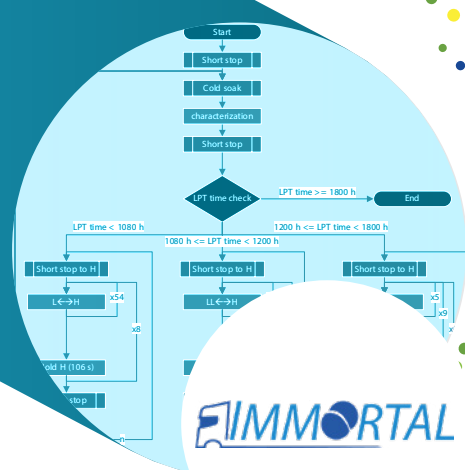 Start
Short stop
Cold soak
characterization
Short stop
LPT time check
LPT time >= 1800 h
End
LPT time < 1080 h
1080 h <= LPT time < 1200 h
1200 h <= LPT time < 1800 h
Short stop to H
Short stop to H
Short stop to H
L<->H
x54
LL<->H
x5
x9
x8
old H (106 s)
stop
n
IMMORTAL